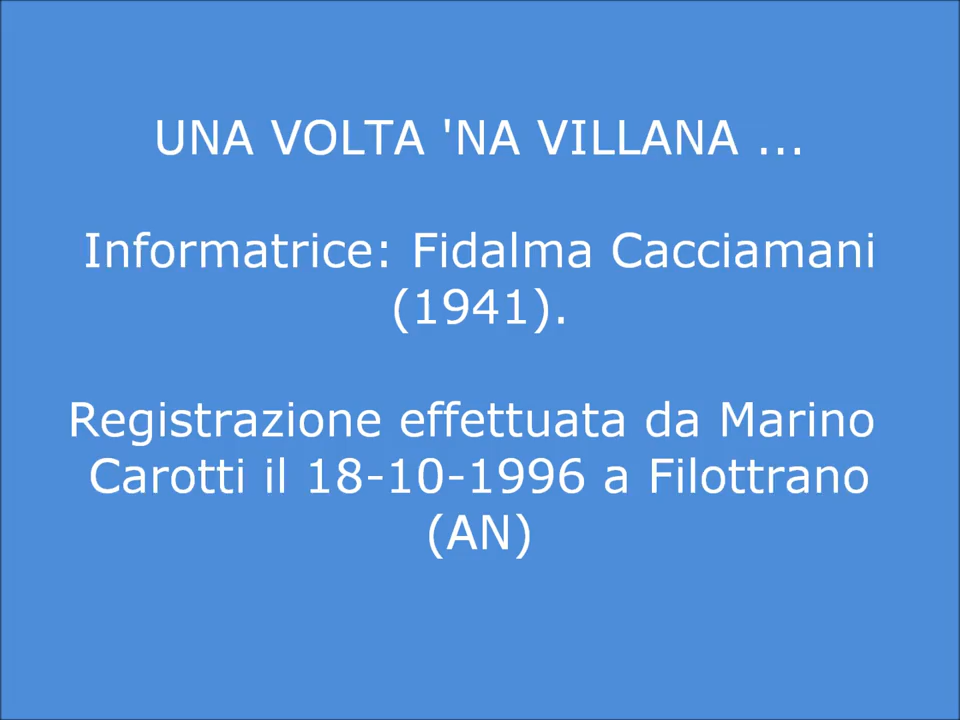 UNA VOLTA 'NA VILLANA ...
Informatrice: Fidalma Cacciamani
(1941).
Registrazione effettuata da Marino
Carotti il 18-10-1996 a Filottrano
(AN)